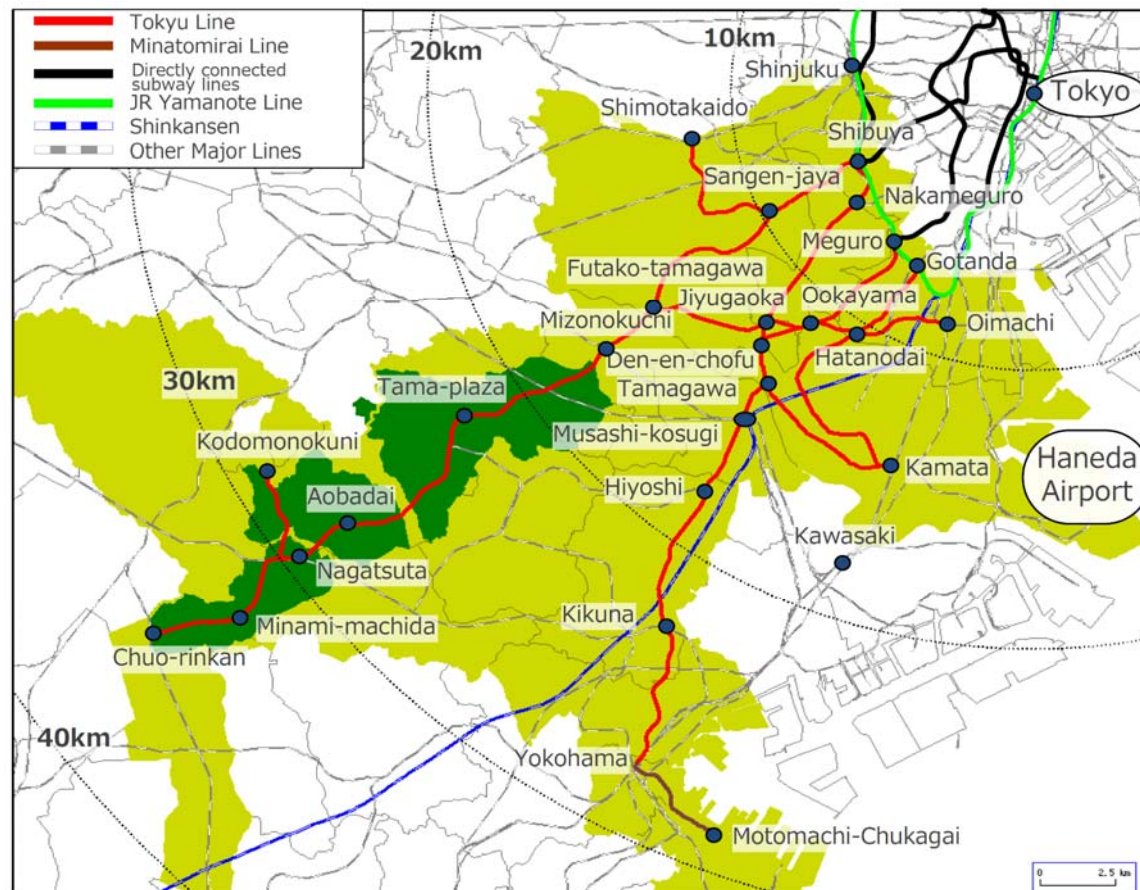 Tokyu Line
Minatomirai Line
Directly connected
subway lines
JR Yamanote Line
Shinkansen
Other Major Lines
20km
10km
Shinjuku
Tokyo
Shimotakaido
Shibuya
Sangen-jaya
Nakameguro
Meguro
Gotanda
Futako-tamagawa
Jiyugaoka
Ookayama
Mizonokuchi
Oimachi
Hatanodai
Den-en-chofu
30km
Tama-plaza
Tamagawa
Musashi-kosugi
Kodomonokuni
Kamata
Haneda
Airport
Hiyoshi
Aobadai
Kawasaki
Nagatsuta
Kikuna
Minami-machida
Chuo-rinkan
40km
Yokohama
Motomachi-Chukagai
0 2.5 km